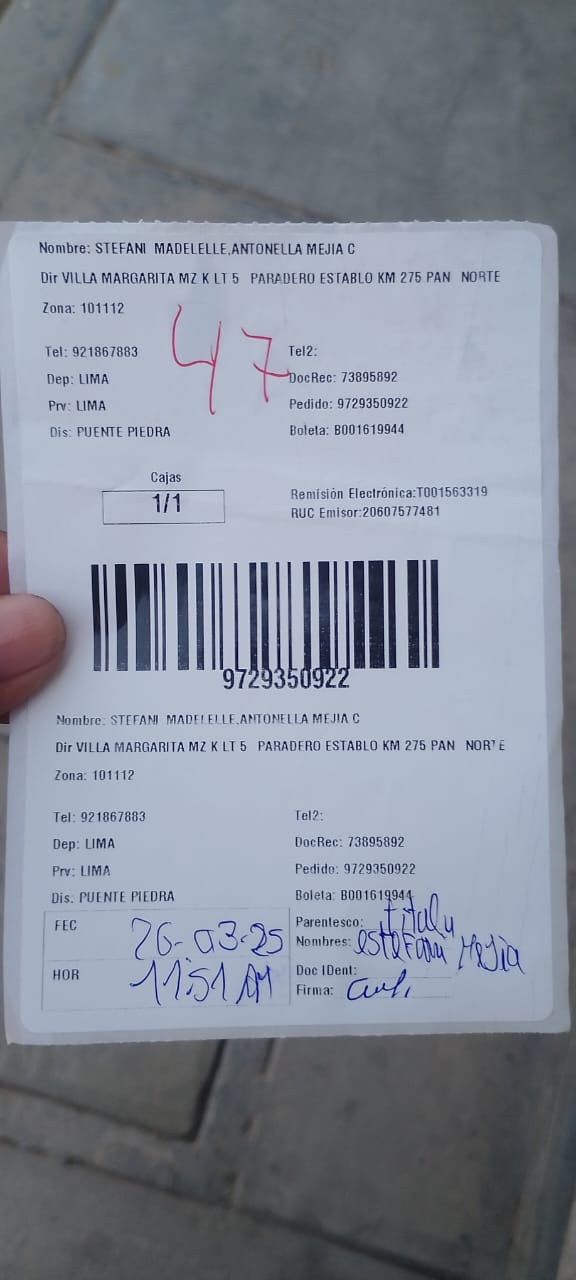 Nombre: STEFANI MADELELLE,ANTONELLA MEJIA C
Dir VILLA MARGARITA MZ K LT 5 PARADERO ESTABLO KM 275 PAN NORTE
Zona: 101112
47
Tel: 921867883 Tel2:
Dep: LIMA DocRec: 73895892
Prv: LIMA Pedido: 9729350922
Dis: PUENTE PIEDRA Boleta: B001619944
Cajas
1/1
Remisión Electrónica:T001563319
RUC Emisor:20607577481
9729350922
Nombre: STEFANI MADELELLE,ANTONELLA MEJIA C
Dir VILLA MARGARITA MZ K LT 5 PARADERO ESTABLO KM 275 PAN NORTE
Zona: 101112
Tel: 921867883 Tel2:
Dep: LIMA DocRec: 73895892
Prv: LIMA Pedido: 9729350922
Dis: PUENTE PIEDRA Boleta: B001619944
FEC 26-03-25 Parentesco:
Nombres: estefani Mejia
HOR 11:51 AM Doc IDent:
Firma: